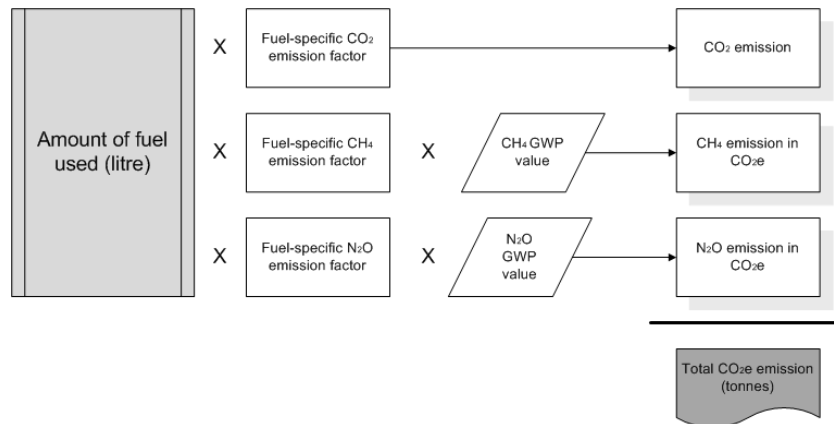 Amount of fuel
used (litre)
X
Fuel-specific CO₂
emission factor
CO₂ emission
X
Fuel-specific CH₄
emission factor
X
CH₄ GWP
value
CH₄ emission in
CO₂e
X
Fuel-specific N₂O
emission factor
X
N₂O
GWP
value
N₂O emission in
CO₂e
Total CO₂e emission
(tonnes)